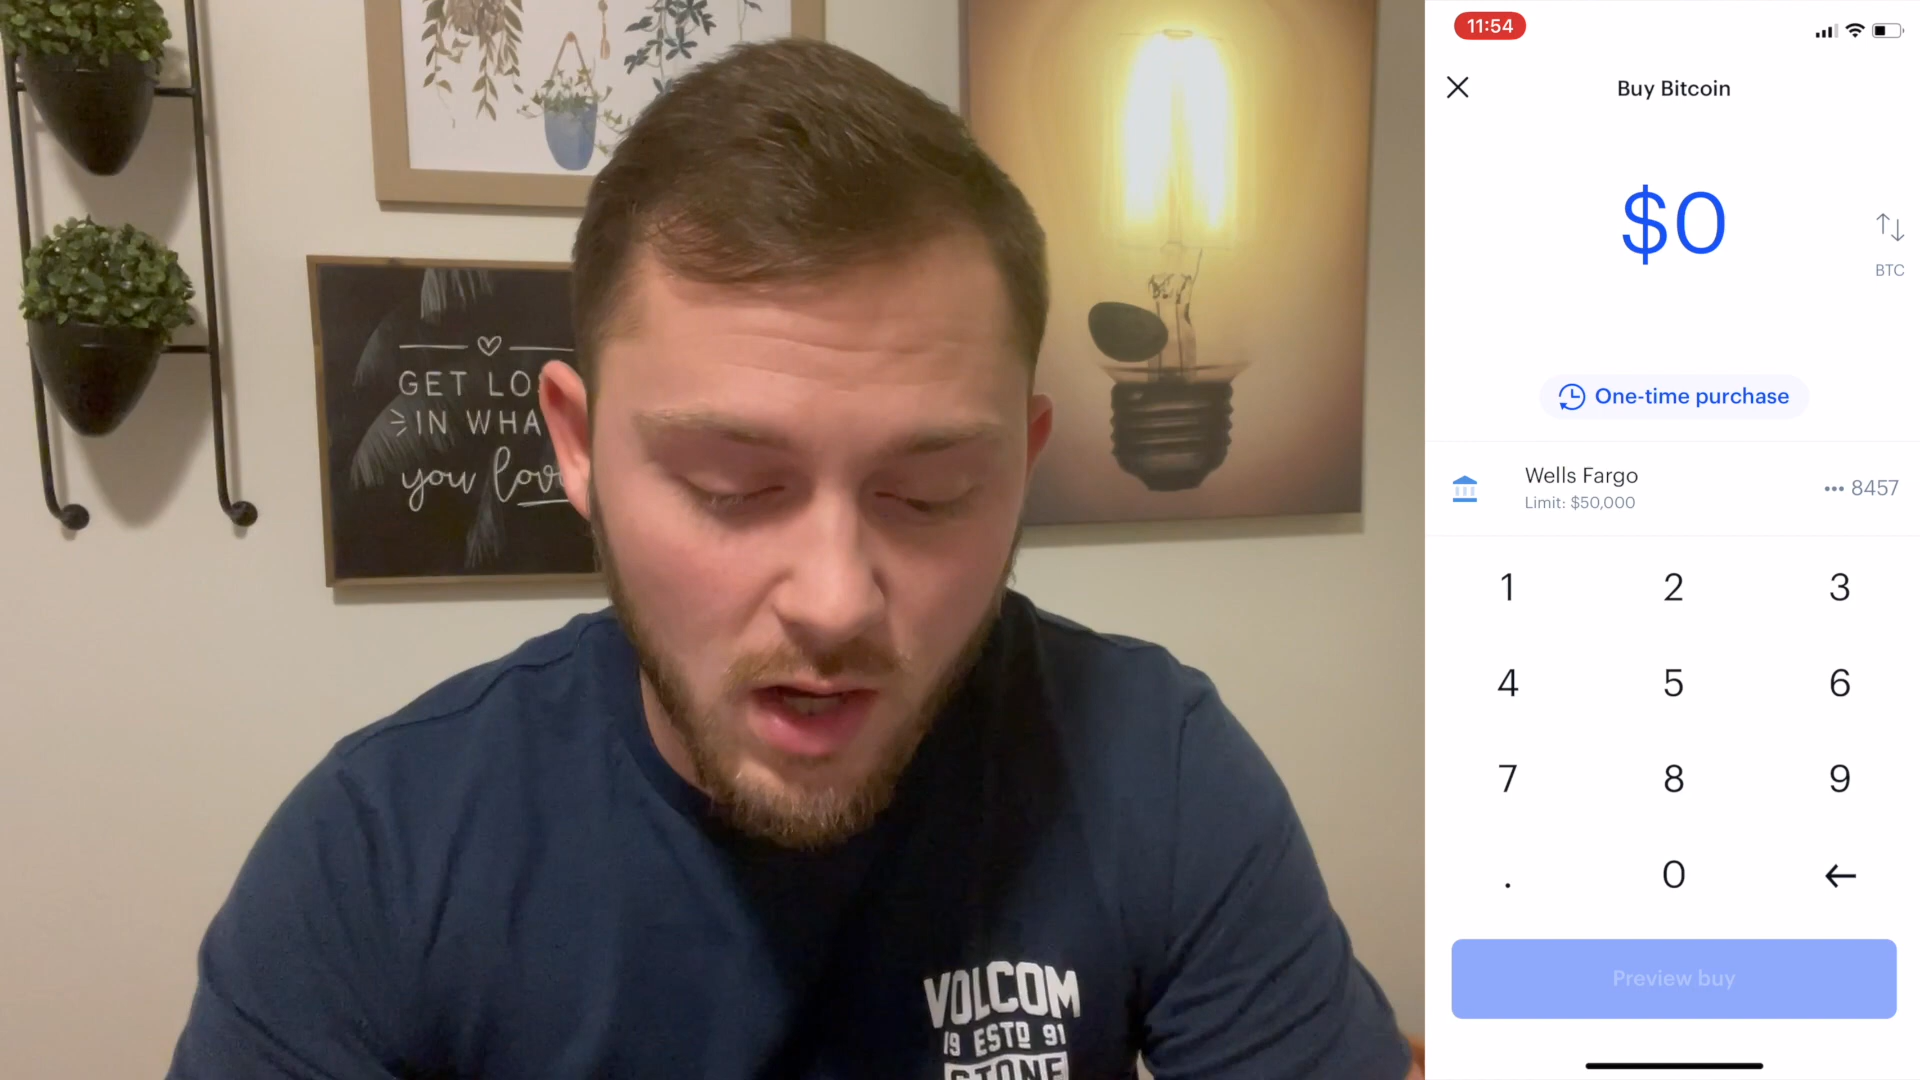 GET LO
IN WHA
you lov
VOLCOM
19 ESTD 91
STONE
11:54
Buy Bitcoin
$0
BTC
One-time purchase
Wells Fargo
Limit: $50,000
••• 8457
1 2 3
4 5 6
7 8 9
. 0
Preview buy